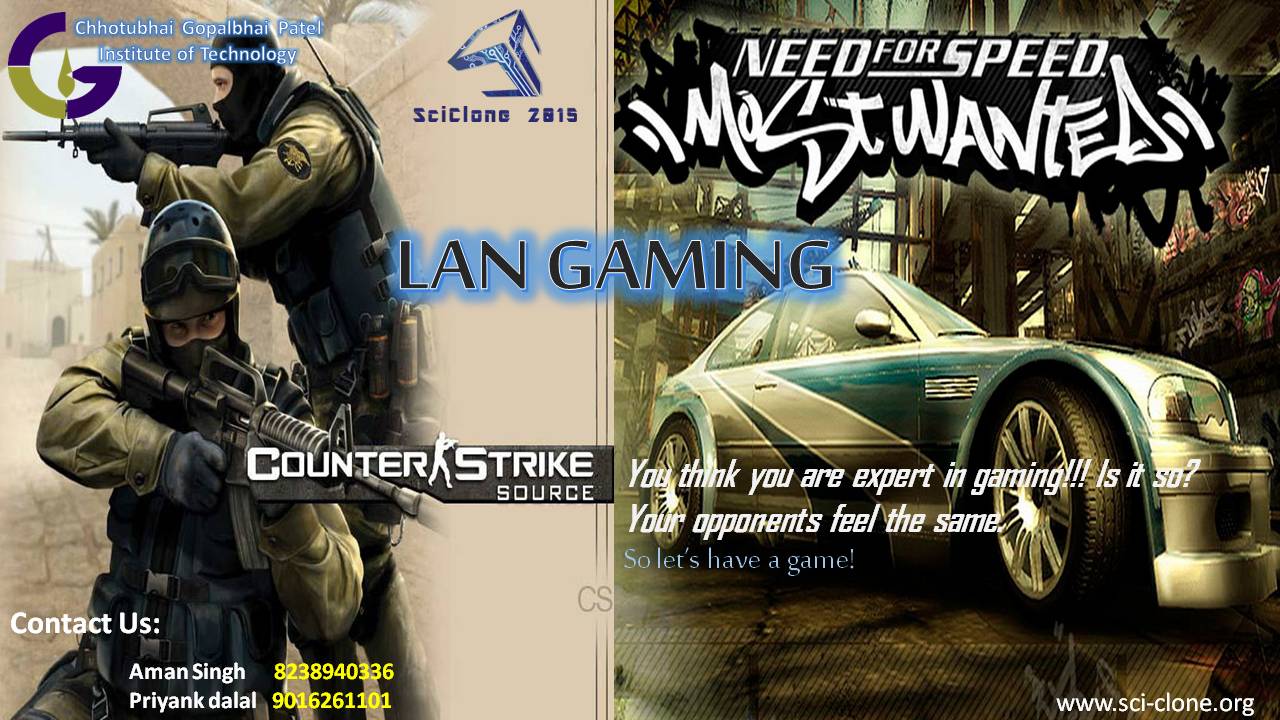 Chhotubhai Gopalbhai Patel
Institute of Technology
SciClone 2015
NEED FOR SPEED
MOST WANTED
LAN GAMING
COUNTER STRIKE
SOURCE
You think you are expert in gaming!!! Is it so?
Your opponents feel the same.
So let's have a game!
CS
Contact Us:
Aman Singh 8238940336
Priyank dalal 9016261101
www.sci-clone.org